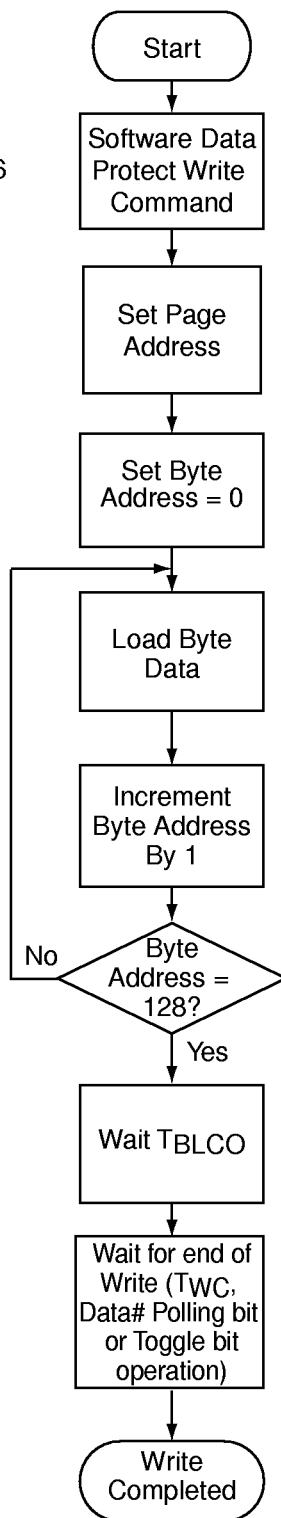 Start
Software Data
Protect Write
Command
Set Page
Address
Set Byte
Address = 0
Load Byte
Data
Increment
Byte Address
By 1
Byte
Address =
128?
No
Yes
Wait TBLCO
Wait for end of
Write (TWC,
Data# Polling bit
or Toggle bit
operation)
Write
Completed